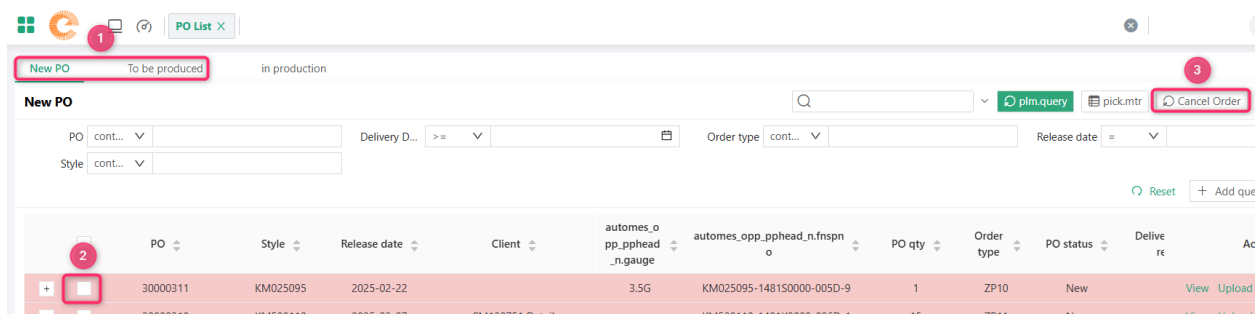 PO List
1
New PO To be produced in production
3
New PO
plm.query pick.mtr Cancel Order
PO cont... Delivery D... >= Order type cont... Release date =
Style cont...
Reset + Add que
2
PO Style Release date Client automes_o
pp_pphead
_n.gauge automes_opp_pphead_n.fnspn
o PO qty Order
type PO status Delive
re Ac
+ 30000311 KM025095 2025-02-22 3.5G KM025095-1481S0000-005D-9 1 ZP10 New View Upload